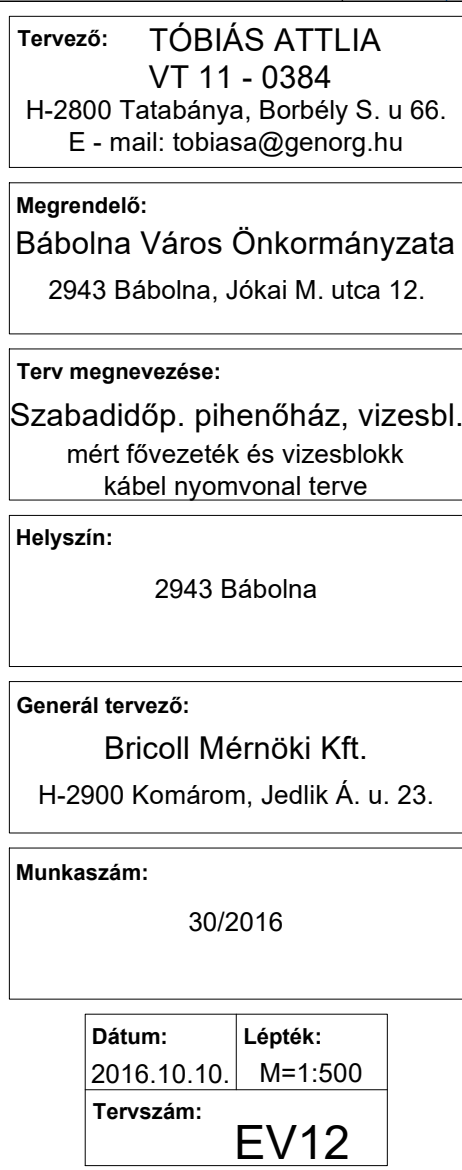 Tervező: TÓBIÁS ATTLIA
VT 11 - 0384
H-2800 Tatabánya, Borbély S. u 66.
E - mail: tobiasa@genorg.hu
Megrendelő:
Bábolna Város Önkormányzata
2943 Bábolna, Jókai M. utca 12.
Terv megnevezése:
Szabadidőp. pihenőház, vizesbl.
mért fővezeték és vizesblokk
kábel nyomvonal terve
Helyszín:
2943 Bábolna
Generál tervező:
Bricoll Mérnöki Kft.
H-2900 Komárom, Jedlik Á. u. 23.
Munkaszám:
30/2016
Dátum: Lépték:
2016.10.10. M=1:500
Tervszám:
EV12